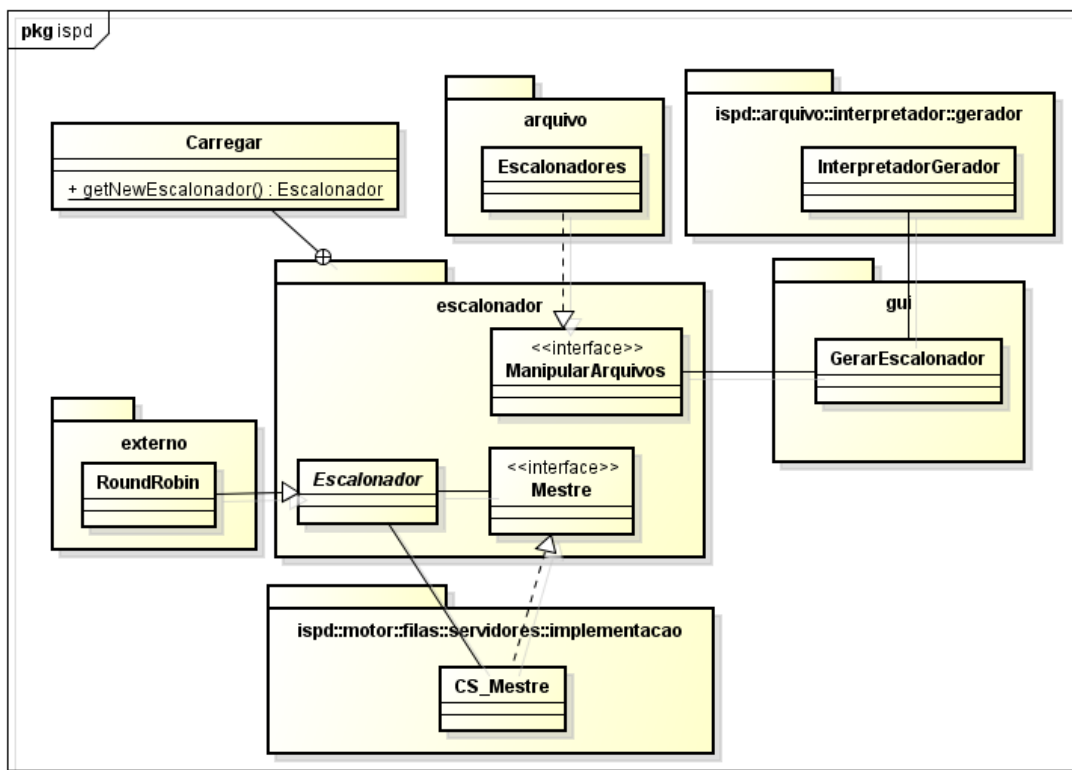 pkg ispd
Carregar
+ getNewEscalonador() : Escalonador
arquivo
Escalonadores
ispd::arquivo::interpretador::gerador
InterpretadorGerador
escalonador
<<interface>>
ManipularArquivos
gui
GerarEscalonador
externo
RoundRobin
Escalonador
<<interface>>
Mestre
ispd::motor::filas::servidores::implementacao
CS_Mestre